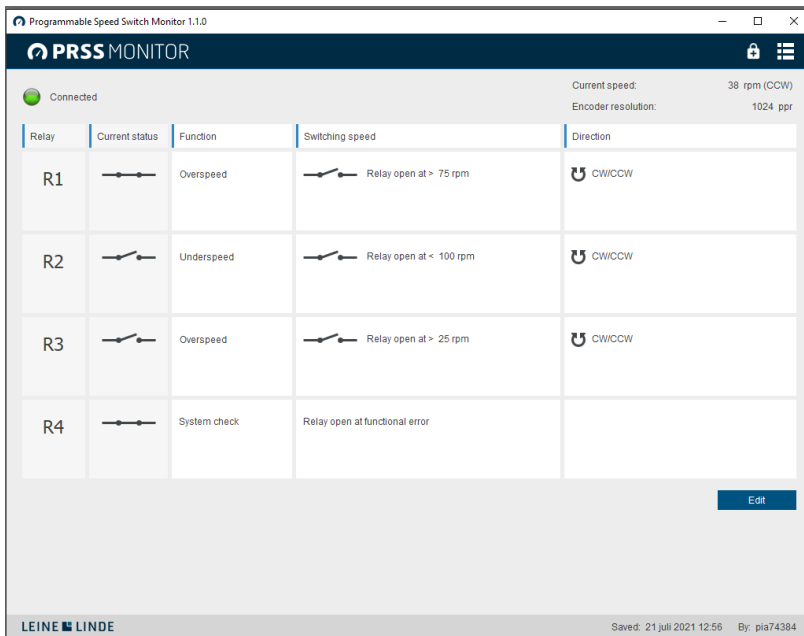 Programmable Speed Switch Monitor 1.1.0
PRSS MONITOR
Connected
Current speed: 38 rpm (CCW)
Encoder resolution: 1024 ppr
Relay Current status Function Switching speed Direction
R1 Overspeed Relay open at > 75 rpm CW/CCW
R2 Underspeed Relay open at < 100 rpm CW/CCW
R3 Overspeed Relay open at > 25 rpm CW/CCW
R4 System check Relay open at functional error
Edit
LEINE LINDE Saved: 21 juli 2021 12:56 By: pia74384